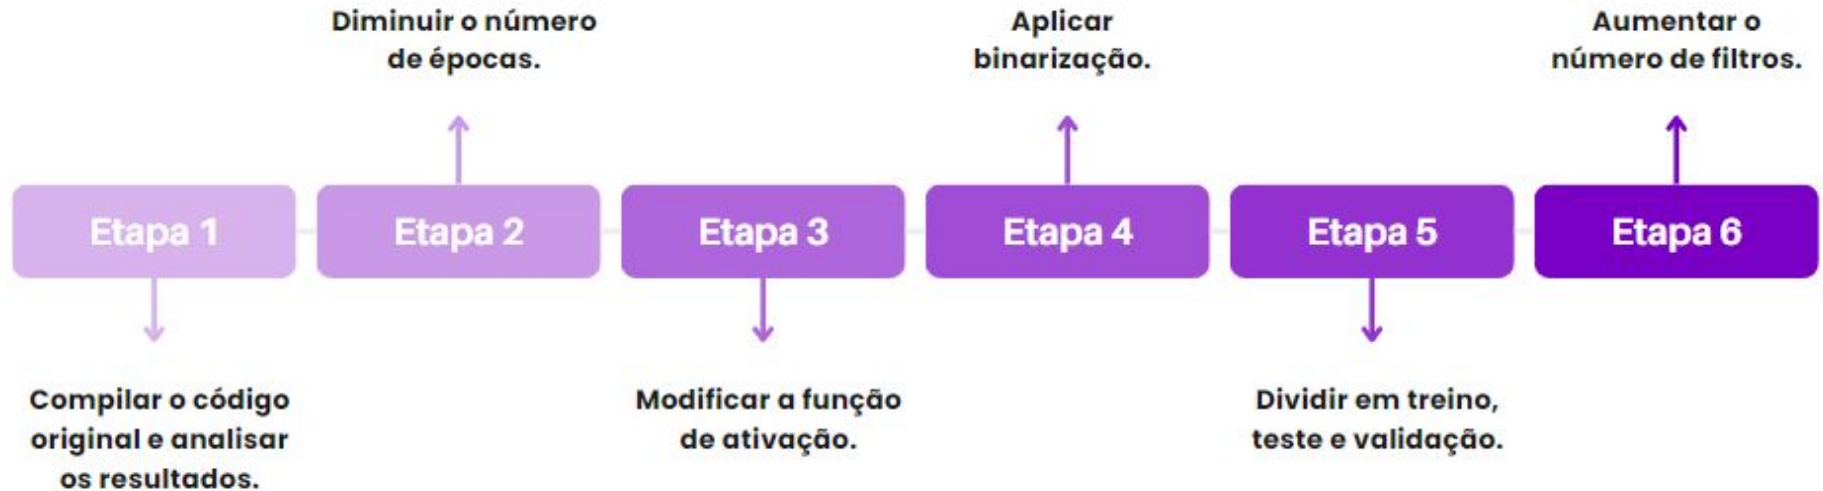 Diminuir o número
de épocas.
Aplicar
binarização.
Aumentar o
número de filtros.
Etapa 1
Etapa 2
Etapa 3
Etapa 4
Etapa 5
Etapa 6
Compilar o código
original e analisar
os resultados.
Modificar a função
de ativação.
Dividir em treino,
teste e validação.